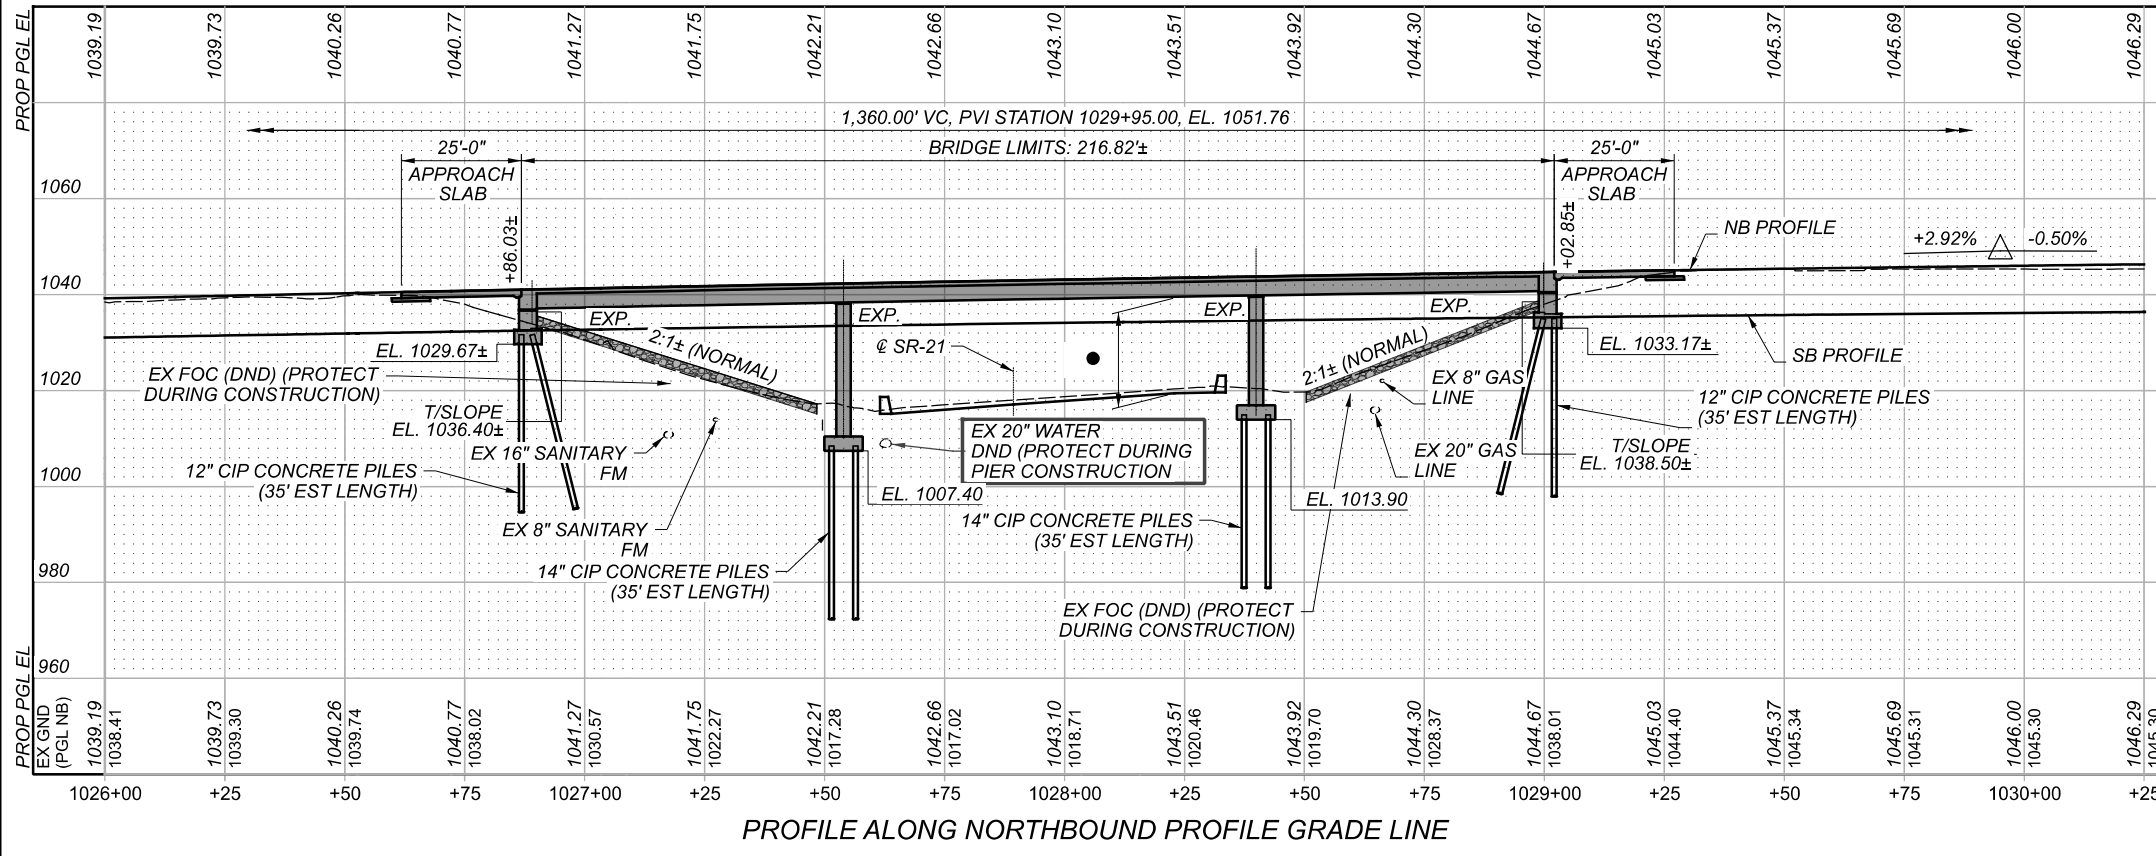 PROP PGL EL
1039.19 1039.73 1040.26 1040.77 1041.27 1041.75 1042.21 1042.66 1043.10 1043.51 1043.92 1044.30 1044.67 1045.03 1045.37 1045.69 1046.00 1046.29
1,360.00' VC, PVI STATION 1029+95.00, EL. 1051.76
25'-0"
BRIDGE LIMITS: 216.82'±
25'-0"
APPROACH
SLAB
APPROACH
SLAB
1060
+86.03±
+02.85±
NB PROFILE
+2.92%
-0.50%
1040
EXP.
EXP.
EXP.
EXP.
2:1± (NORMAL)
2:1± (NORMAL)
EL. 1029.67±
℄ SR-21
EL. 1033.17±
SB PROFILE
EX FOC (DND) (PROTECT
DURING CONSTRUCTION)
1020
EX 8" GAS
LINE
12" CIP CONCRETE PILES
(35' EST LENGTH)
T/SLOPE
EL. 1036.40±
EX 20" WATER
DND (PROTECT DURING
PIER CONSTRUCTION
EX 16" SANITARY
FM
EX 20" GAS
LINE
T/SLOPE
EL. 1038.50±
12" CIP CONCRETE PILES
(35' EST LENGTH)
1000
EL. 1007.40
EL. 1013.90
EX 8" SANITARY
FM
14" CIP CONCRETE PILES
(35' EST LENGTH)
14" CIP CONCRETE PILES
(35' EST LENGTH)
980
EX FOC (DND) (PROTECT
DURING CONSTRUCTION)
960
PROP PGL EL
EX GND
(PGL NB)
1039.19 1039.73 1040.26 1040.77 1041.27 1041.75 1042.21 1042.66 1043.10 1043.51 1043.92 1044.30 1044.67 1045.03 1045.37 1045.69 1046.00 1046.29
1038.41 1039.30 1039.74 1038.02 1030.57 1022.27 1017.28 1017.02 1018.71 1020.46 1019.70 1028.37 1038.01 1044.40 1045.34 1045.31 1045.30 1045.30
1026+00 +25 +50 +75 1027+00 +25 +50 +75 1028+00 +25 +50 +75 1029+00 +25 +50 +75 1030+00 +25
PROFILE ALONG NORTHBOUND PROFILE GRADE LINE